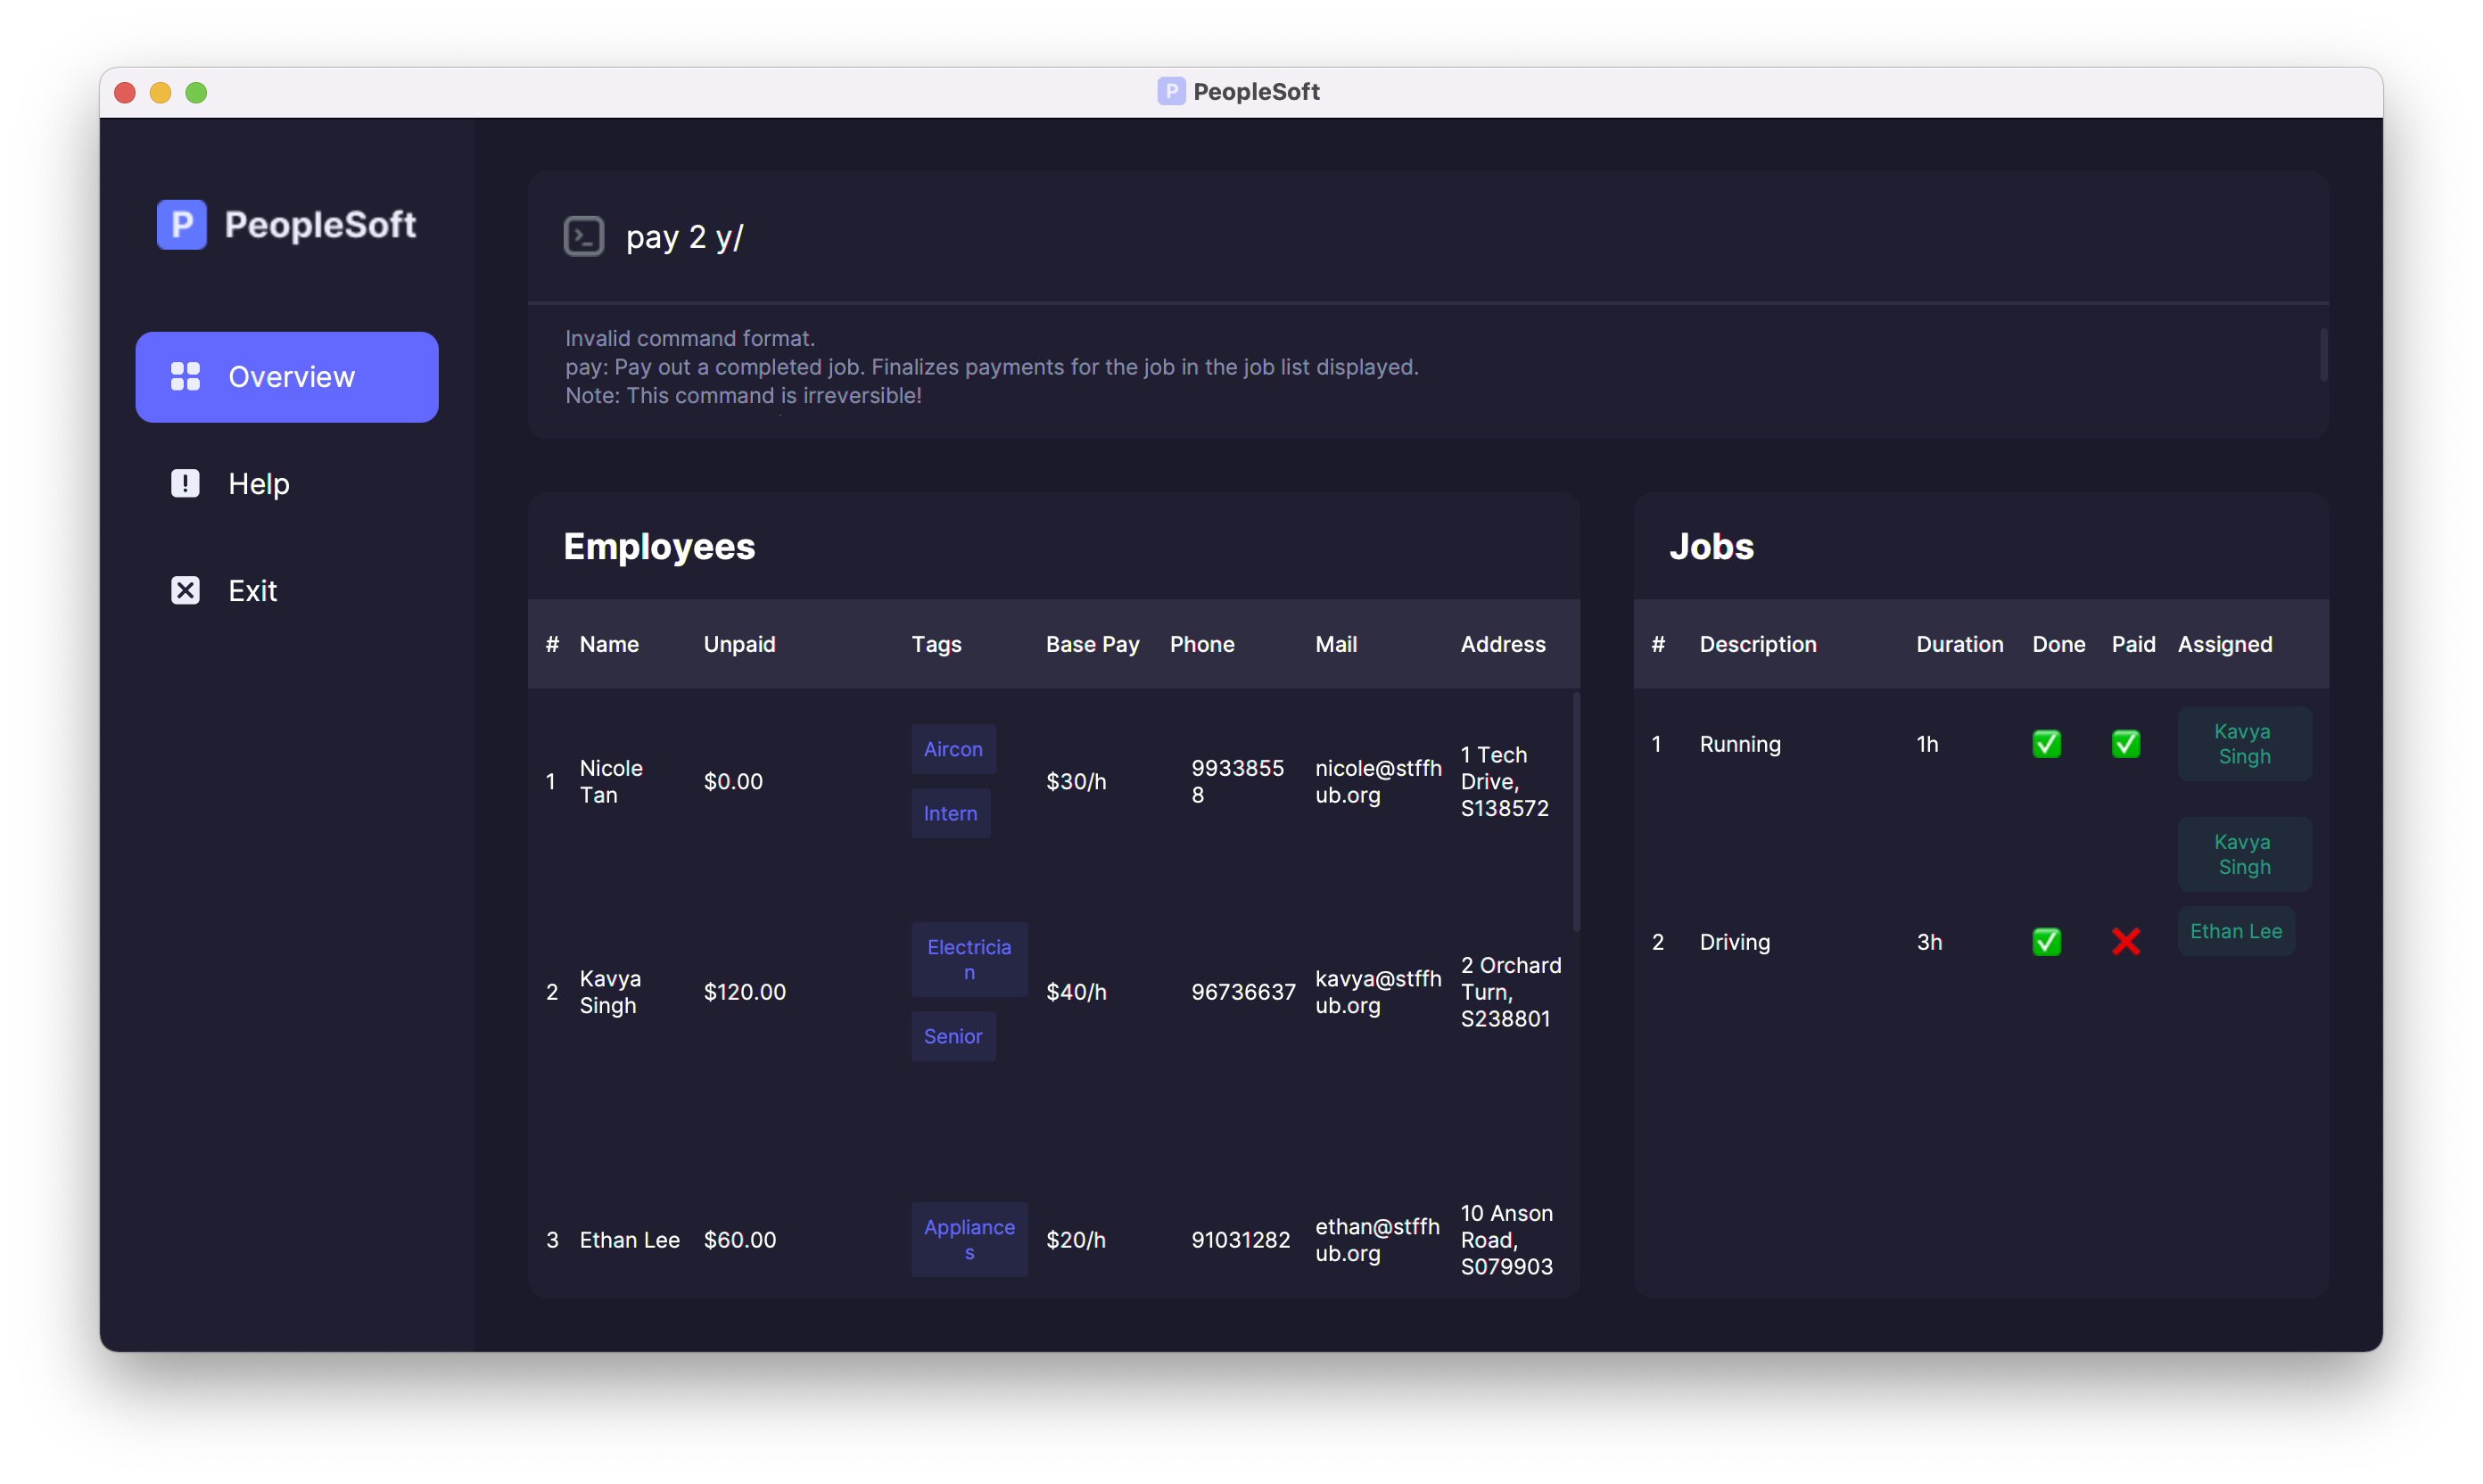 P PeopleSoft
P PeopleSoft
Overview
Help
Exit
pay 2 y/
Invalid command format.
pay: Pay out a completed job. Finalizes payments for the job in the job list displayed.
Note: This command is irreversible!
Employees
# Name Unpaid Tags Base Pay Phone Mail Address
1 Nicole Tan $0.00 Aircon Intern $30/h 99338558 nicole@stffhub.org 1 Tech Drive, S138572
2 Kavya Singh $120.00 Electrician Senior $40/h 96736637 kavya@stffhub.org 2 Orchard Turn, S238801
3 Ethan Lee $60.00 Appliances $20/h 91031282 ethan@stffhub.org 10 Anson Road, S079903
Jobs
# Description Duration Done Paid Assigned
1 Running 1h Kavya Singh
2 Driving 3h Kavya Singh Ethan Lee